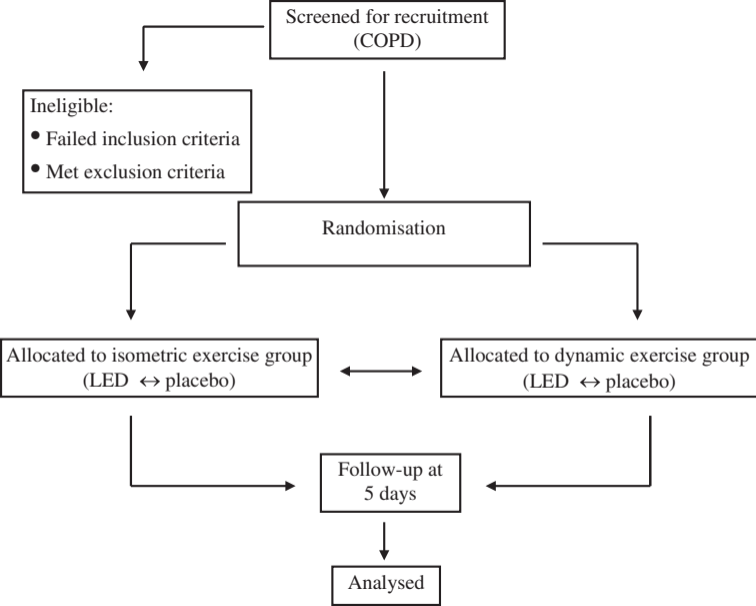 Screened for recruitment
(COPD)
Ineligible:
• Failed inclusion criteria
• Met exclusion criteria
Randomisation
Allocated to isometric exercise group
(LED ↔ placebo)
Allocated to dynamic exercise group
(LED ↔ placebo)
Follow-up at
5 days
Analysed